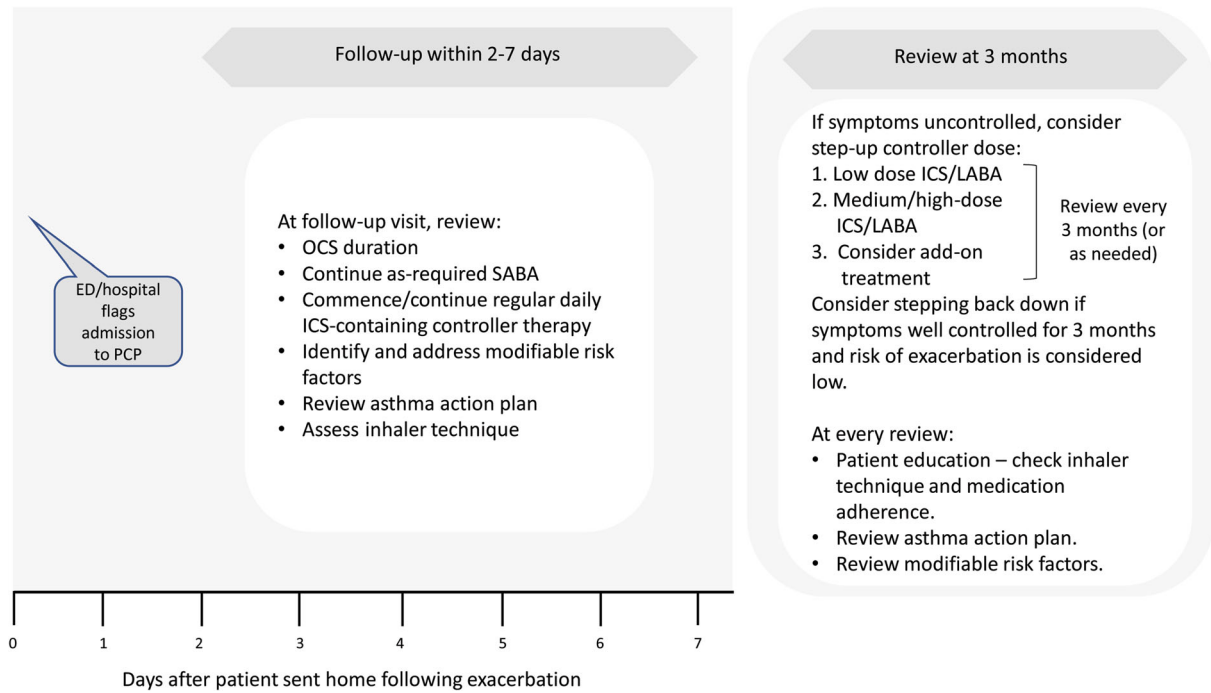 Follow-up within 2-7 days
ED/hospital
flags
admission
to PCP
At follow-up visit, review:
• OCS duration
• Continue as-required SABA
• Commence/continue regular daily
ICS-containing controller therapy
• Identify and address modifiable risk
factors
• Review asthma action plan
• Assess inhaler technique
0 1 2 3 4 5 6 7
Days after patient sent home following exacerbation
Review at 3 months
If symptoms uncontrolled, consider
step-up controller dose:
1. Low dose ICS/LABA
2. Medium/high-dose
ICS/LABA
3. Consider add-on
treatment
Review every
3 months (or
as needed)
Consider stepping back down if
symptoms well controlled for 3 months
and risk of exacerbation is considered
low.
At every review:
• Patient education – check inhaler
technique and medication
adherence.
• Review asthma action plan.
• Review modifiable risk factors.